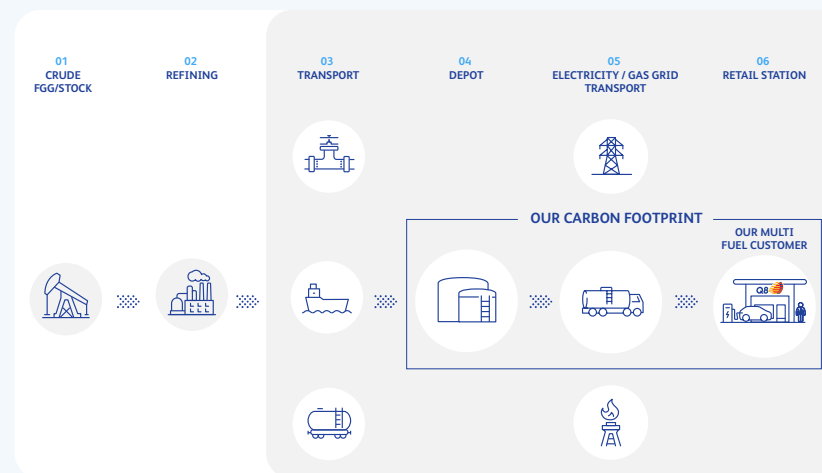 01
CRUDE
FGG/STOCK
02
REFINING
03
TRANSPORT
04
DEPOT
05
ELECTRICITY / GAS GRID
TRANSPORT
06
RETAIL STATION
OUR CARBON FOOTPRINT
OUR MULTI
FUEL CUSTOMER
Q8